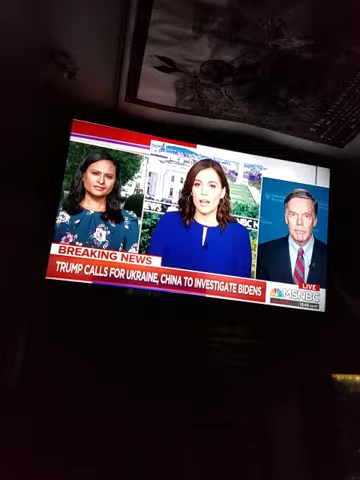 BREAKING NEWS
TRUMP CALLS FOR UKRAINE, CHINA TO INVESTIGATE BIDENS
LIVE
MSNBC